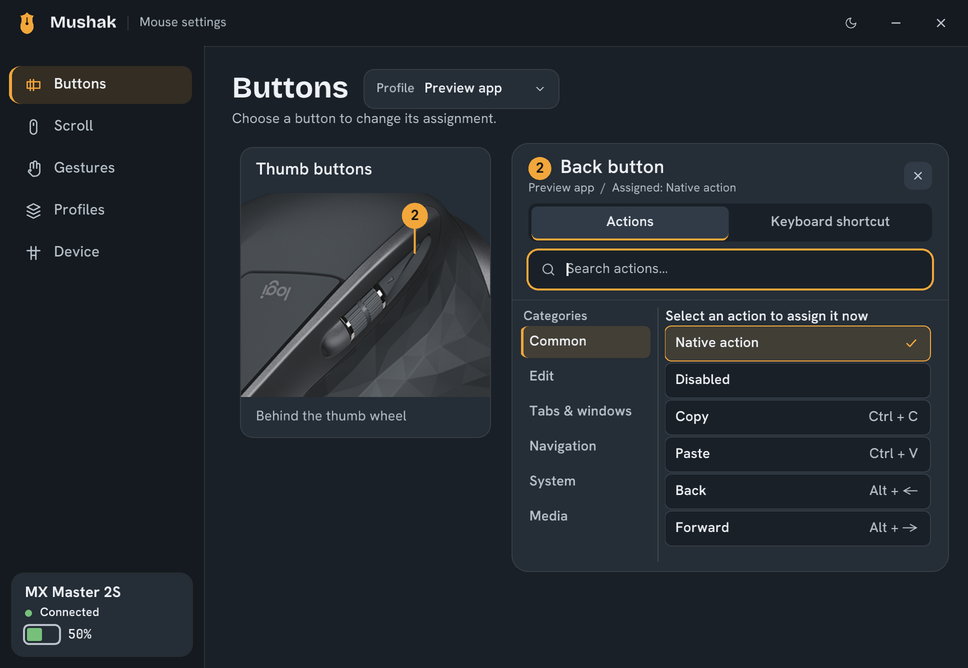 Mushak
Mouse settings
Buttons
Scroll
Gestures
Profiles
Device
MX Master 2S
Connected
50%
Buttons
Profile Preview app
Choose a button to change its assignment.
Thumb buttons
2
logi
Behind the thumb wheel
2 Back button
Preview app / Assigned: Native action
Actions
Keyboard shortcut
Search actions...
Categories
Common
Edit
Tabs & windows
Navigation
System
Media
Select an action to assign it now
Native action
Disabled
Copy Ctrl + C
Paste Ctrl + V
Back Alt + ←
Forward Alt + →